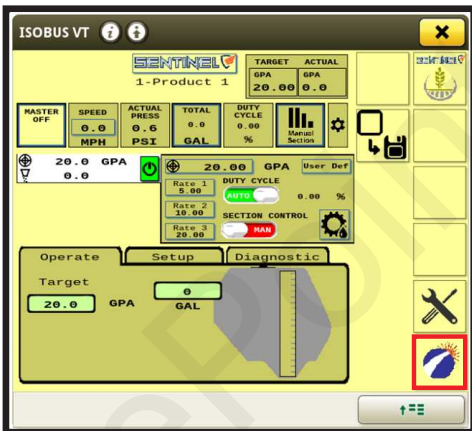 ISOBUS VT
SENTINEL
1-Product 1
TARGET ACTUAL
GPA GPA
20.00 0.0
MASTER OFF
SPEED
0.0
MPH
ACTUAL PRESS
0.6
PSI
TOTAL
0.0
GAL
DUTY CYCLE
0.00
%
Manual Section
20.0 GPA
0.0
20.00 GPA User Def
Rate 1
5.00
DUTY CYCLE
AUTO
0.00 %
Rate 2
10.00
SECTION CONTROL
Rate 3
20.00
MAN
Operate Setup Diagnostic
Target
20.0 GPA
0
GAL